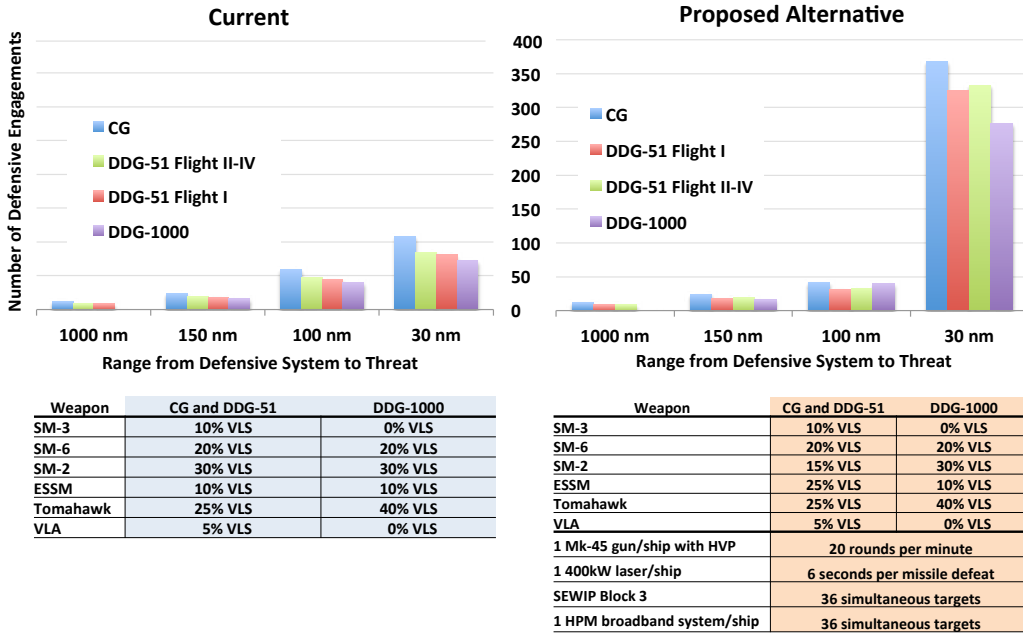 Current
Number of Defensive Engagements
CG
DDG-51 Flight II-IV
DDG-51 Flight I
DDG-1000
1000 nm 150 nm 100 nm 30 nm
Range from Defensive System to Threat
Weapon CG and DDG-51 DDG-1000
SM-3 10% VLS 0% VLS
SM-6 20% VLS 20% VLS
SM-2 30% VLS 30% VLS
ESSM 10% VLS 10% VLS
Tomahawk 25% VLS 40% VLS
VLA 5% VLS 0% VLS
Proposed Alternative
400
350
300
250
200
150
100
50
0
CG
DDG-51 Flight I
DDG-51 Flight II-IV
DDG-1000
1000 nm 150 nm 100 nm 30 nm
Range from Defensive System to Threat
Weapon CG and DDG-51 DDG-1000
SM-3 10% VLS 0% VLS
SM-6 20% VLS 20% VLS
SM-2 15% VLS 30% VLS
ESSM 25% VLS 10% VLS
Tomahawk 25% VLS 40% VLS
VLA 5% VLS 0% VLS
1 Mk-45 gun/ship with HVP 20 rounds per minute
1 400kW laser/ship 6 seconds per missile defeat
SEWIP Block 3 36 simultaneous targets
1 HPM broadband system/ship 36 simultaneous targets